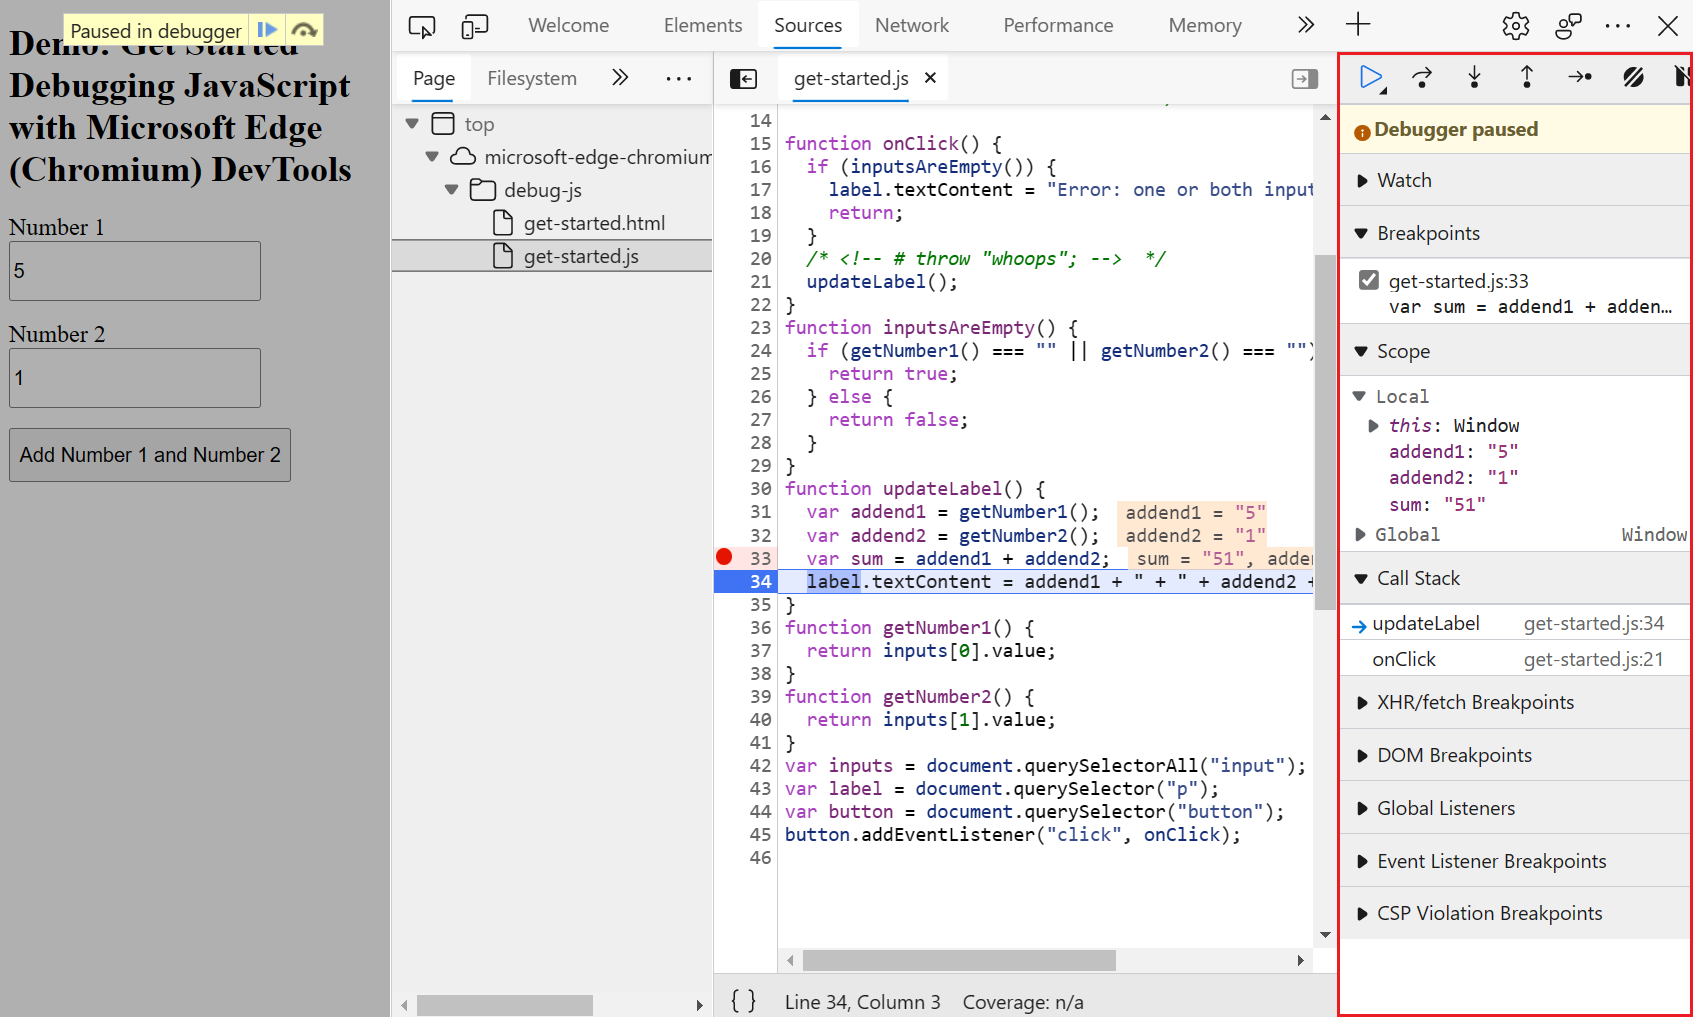 Paused in debugger
Demo: Get Started
Debugging JavaScript
with Microsoft Edge
(Chromium) DevTools
Number 1
5
Number 2
1
Add Number 1 and Number 2
Welcome
Elements
Sources
Network
Performance
Memory
Page
Filesystem
top
microsoft-edge-chromium
debug-js
get-started.html
get-started.js
get-started.js
14
15 function onClick() {
16 if (inputsAreEmpty()) {
17 label.textContent = "Error: one or both input
18 return;
19 }
20 /* <!-- # throw "whoops"; -->  */
21 updateLabel();
22 }
23 function inputsAreEmpty() {
24 if (getNumber1() === "" || getNumber2() === "")
25 return true;
26 } else {
27 return false;
28 }
29 }
30 function updateLabel() {
31 var addend1 = getNumber1(); addend1 = "5"
32 var addend2 = getNumber2(); addend2 = "1"
33 var sum = addend1 + addend2; sum = "51", adden
34 label.textContent = addend1 + " + " + addend2 +
35 }
36 function getNumber1() {
37 return inputs[0].value;
38 }
39 function getNumber2() {
40 return inputs[1].value;
41 }
42 var inputs = document.querySelectorAll("input");
43 var label = document.querySelector("p");
44 var button = document.querySelector("button");
45 button.addEventListener("click", onClick);
46
{ } Line 34, Column 3 Coverage: n/a
Debugger paused
Watch
Breakpoints
get-started.js:33
var sum = addend1 + adden…
Scope
Local
this: Window
addend1: "5"
addend2: "1"
sum: "51"
Global Window
Call Stack
updateLabel get-started.js:34
onClick get-started.js:21
XHR/fetch Breakpoints
DOM Breakpoints
Global Listeners
Event Listener Breakpoints
CSP Violation Breakpoints